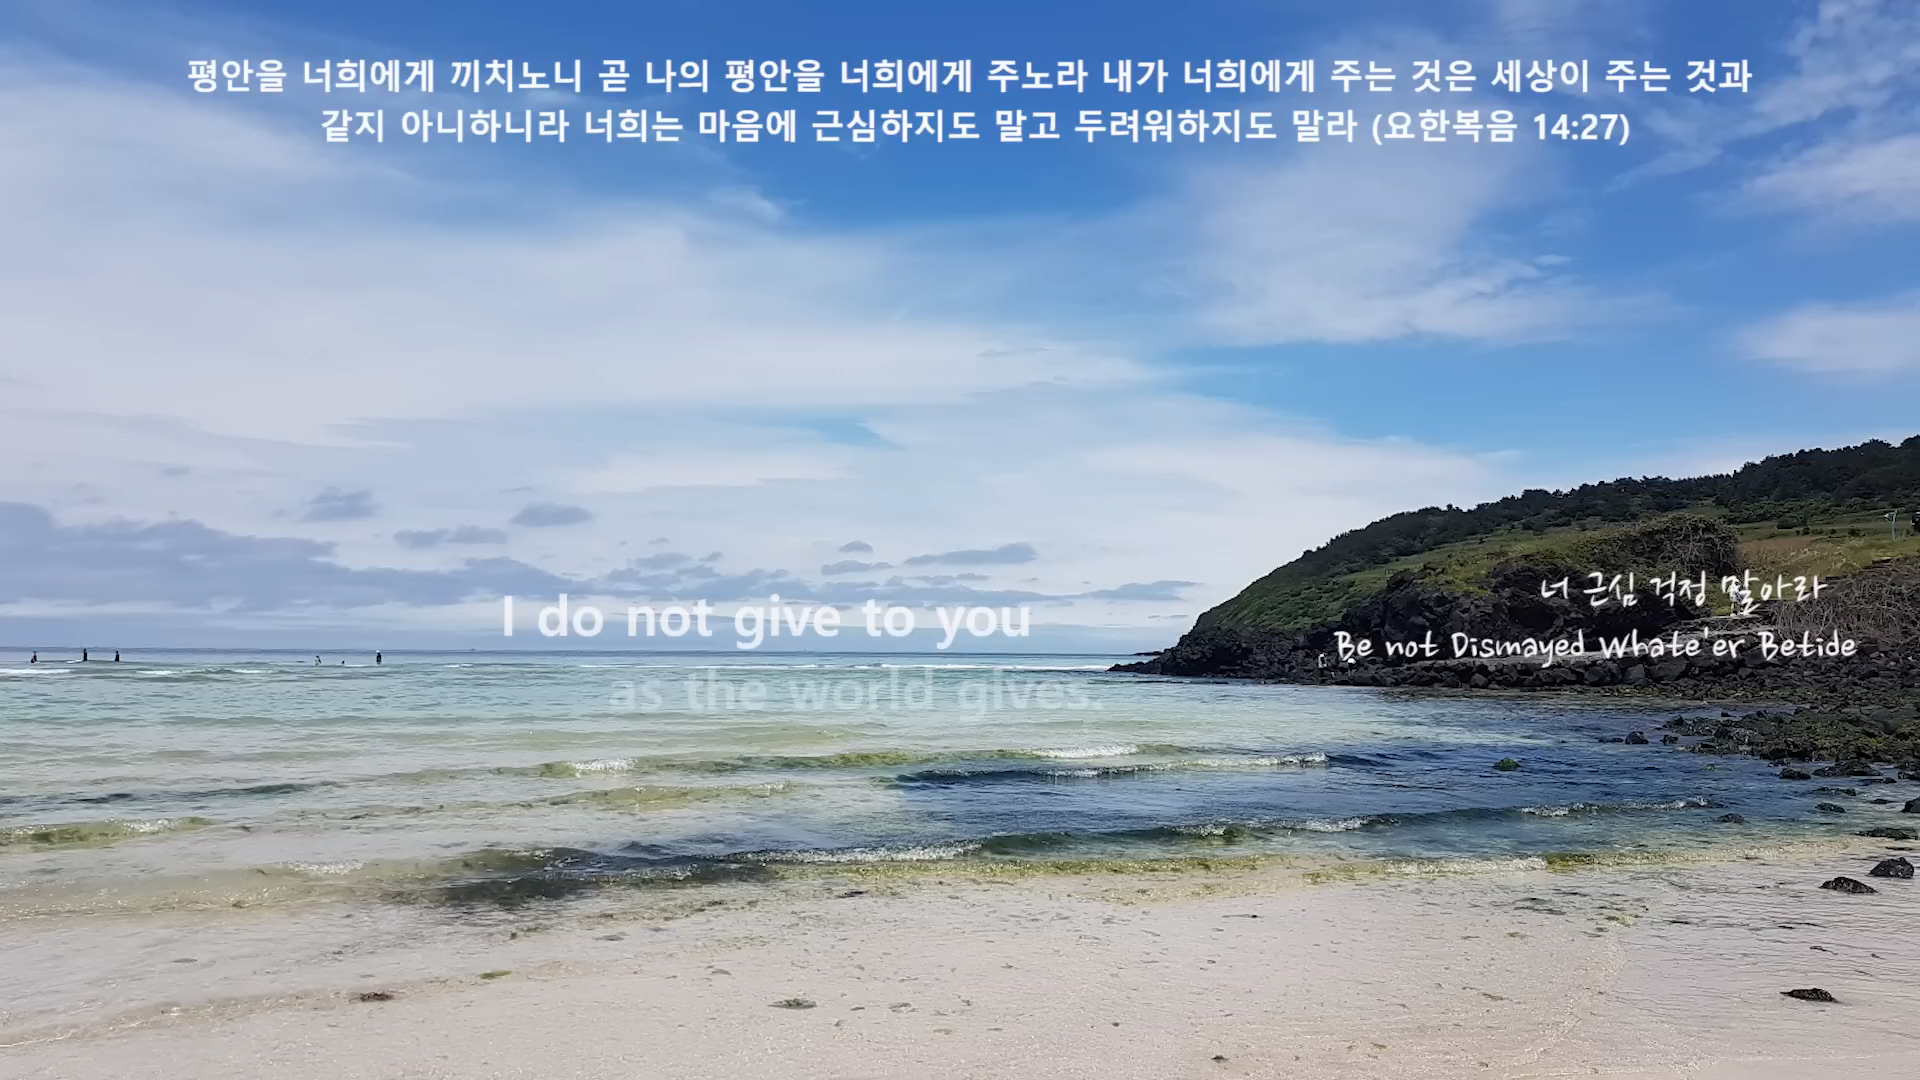 평안을 너희에게 끼치노니 곧 나의 평안을 너희에게 주노라 내가 너희에게 주는 것은 세상이 주는 것과
같지 아니하니라 너희는 마음에 근심하지도 말고 두려워하지도 말라 (요한복음 14:27)
I do not give to you
as the world gives.
너 근심 걱정 말아라
Be not Dismayed Whate'er Betide